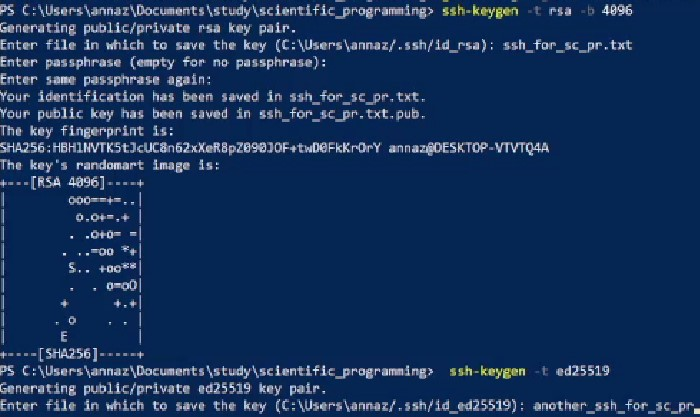 PS C:\Users\annaz\Documents\study\scientific_programming> ssh-keygen -t rsa -b 4096
Generating public/private rsa key pair.
Enter file in which to save the key (C:\Users\annaz/.ssh/id_rsa): ssh_for_sc_pr.txt
Enter passphrase (empty for no passphrase):
Enter same passphrase again:
Your identification has been saved in ssh_for_sc_pr.txt.
Your public key has been saved in ssh_for_sc_pr.txt.pub.
The key fingerprint is:
SHA256:HBHlNVTK5tJcUC8n62xXeR8pZ090JOF+twD0FkKrOrY annaz@DESKTOP-VTVTQ4A
The key's randomart image is:
+---[RSA 4096]----+
|        ooo==+=..|
|         o.o+=.+ |
|        . .o+o= =|
|       . ..=oo *+|
|        S.. +oo**|
|        .  . o=oO|
|       +      +.+|
|      . o    . . |
|       E         |
+----[SHA256]-----+
PS C:\Users\annaz\Documents\study\scientific_programming>  ssh-keygen -t ed25519
Generating public/private ed25519 key pair.
Enter file in which to save the key (C:\Users\annaz/.ssh/id_ed25519): another_ssh_for_sc_pr